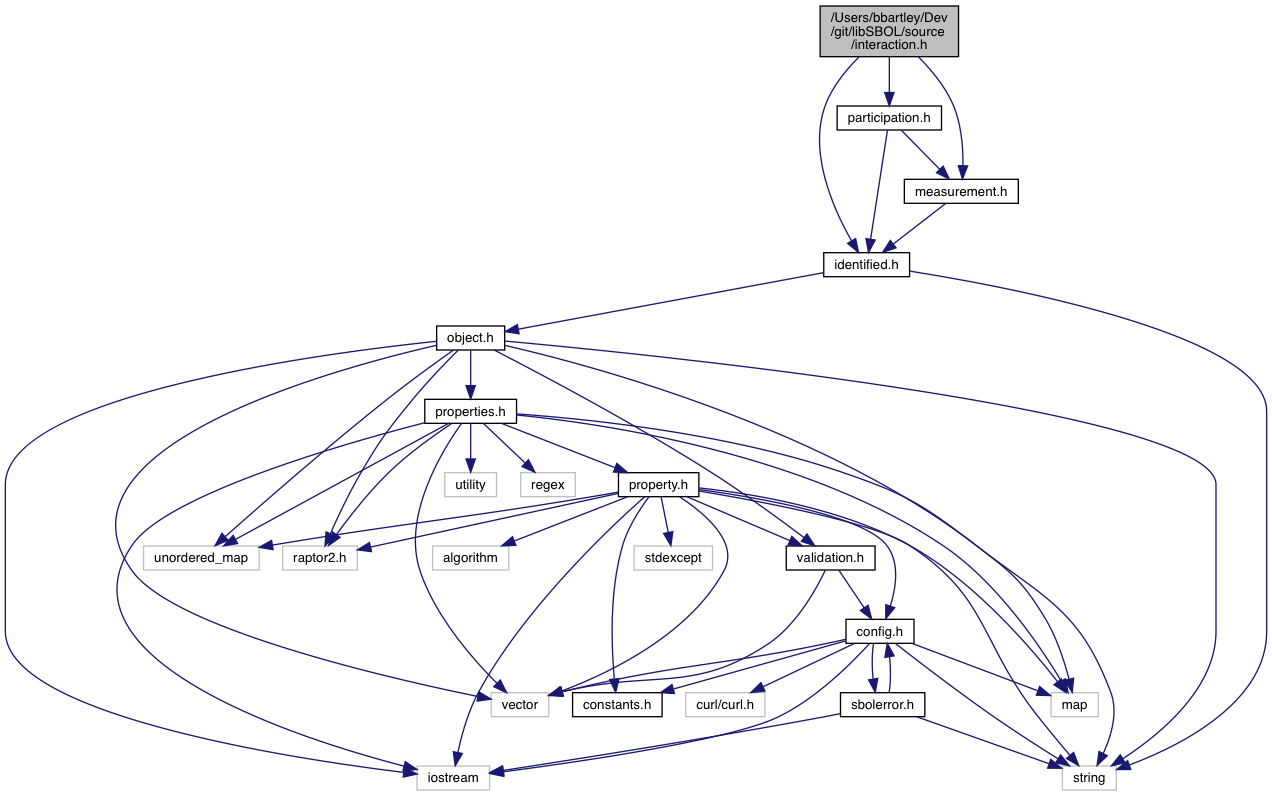 /Users/bbartley/Dev
/git/libSBOL/source
/interaction.h
participation.h
measurement.h
identified.h
object.h
properties.h
utility
regex
property.h
unordered_map
raptor2.h
algorithm
stdexcept
validation.h
config.h
vector
constants.h
curl/curl.h
sbolerror.h
map
iostream
string